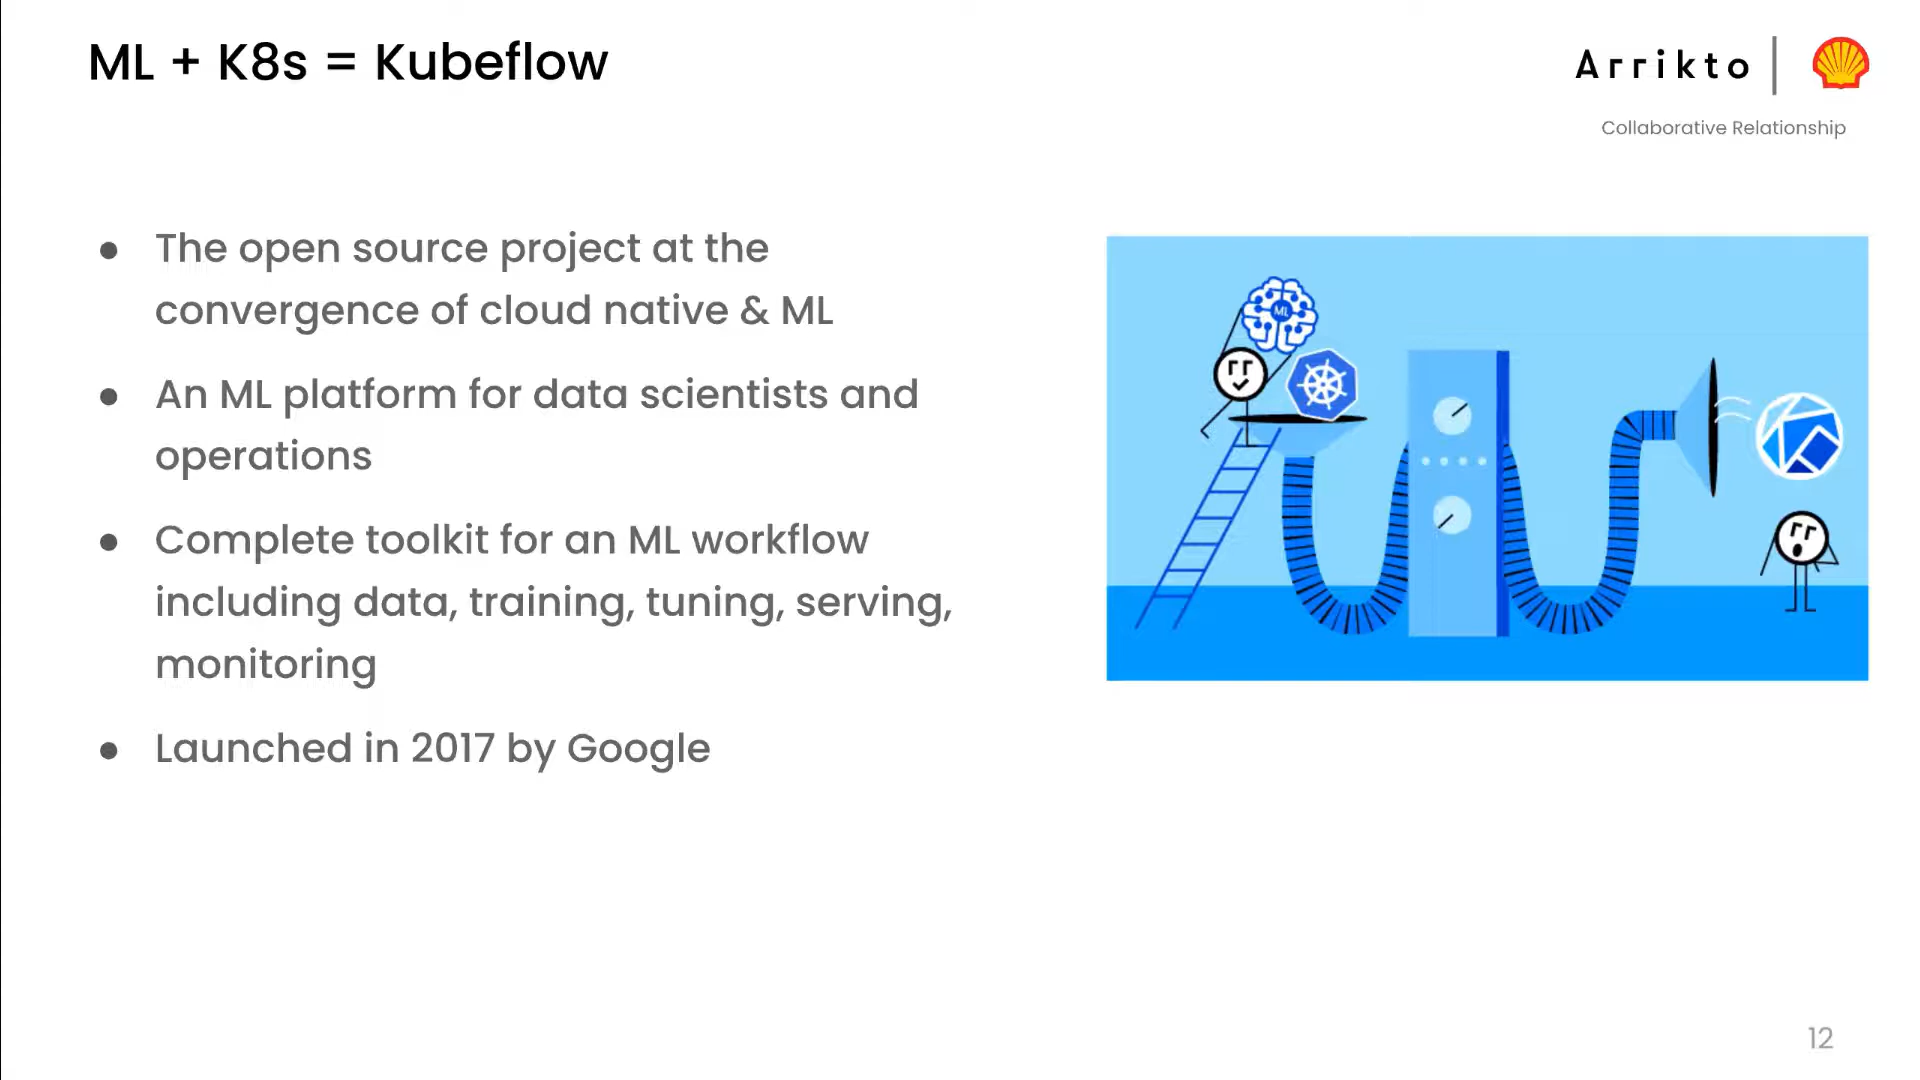 ML + K8s = Kubeflow
Arrikto
Collaborative Relationship
● The open source project at the
convergence of cloud native & ML
● An ML platform for data scientists and
operations
● Complete toolkit for an ML workflow
including data, training, tuning, serving,
monitoring
● Launched in 2017 by Google
ML
12